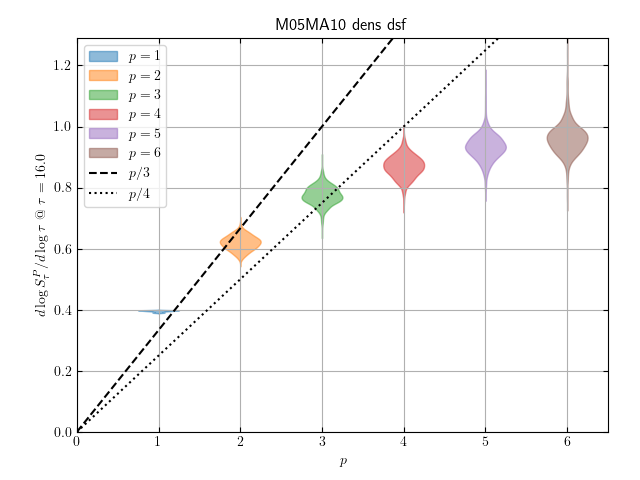 M05MA10 dens dsf
d log S_τ^P / d log τ @ τ = 16.0
1.2
1.0
0.8
0.6
0.4
0.2
0.0
p = 1
p = 2
p = 3
p = 4
p = 5
p = 6
p/3
p/4
0 1 2 3 4 5 6
p